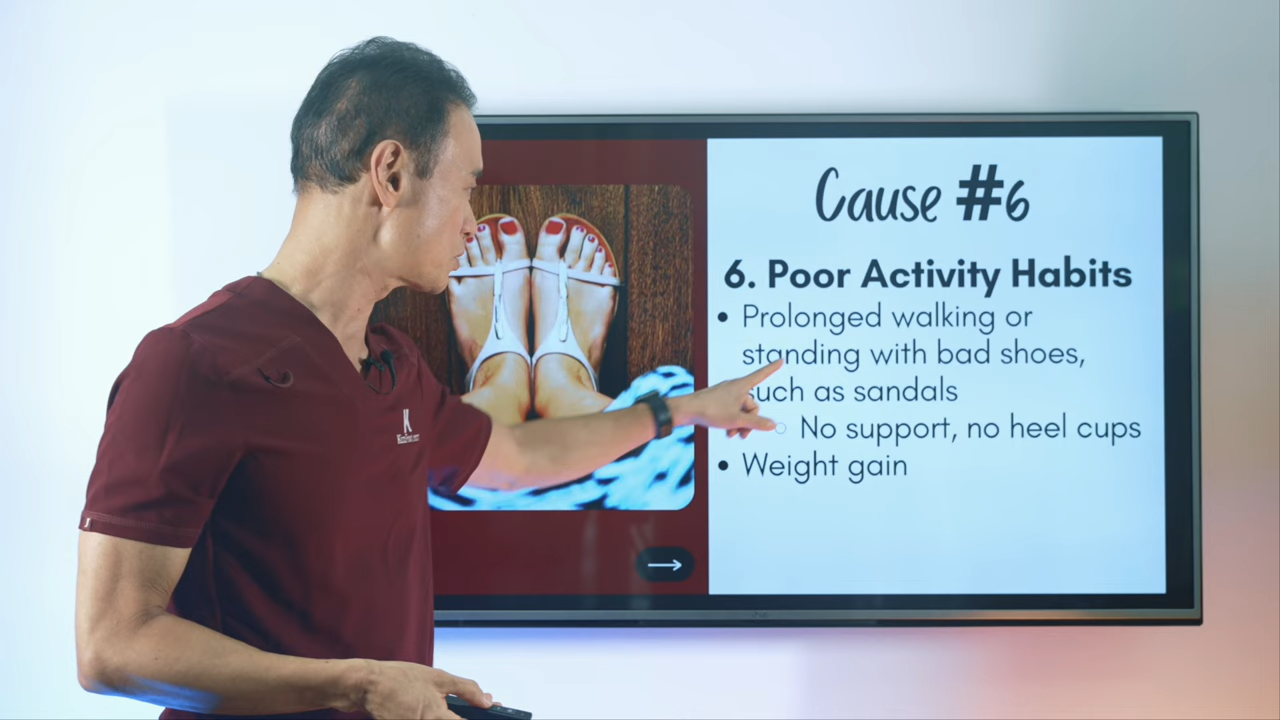 Cause #6
6. Poor Activity Habits
• Prolonged walking or
standing with bad shoes,
such as sandals
No support, no heel cups
• Weight gain
K